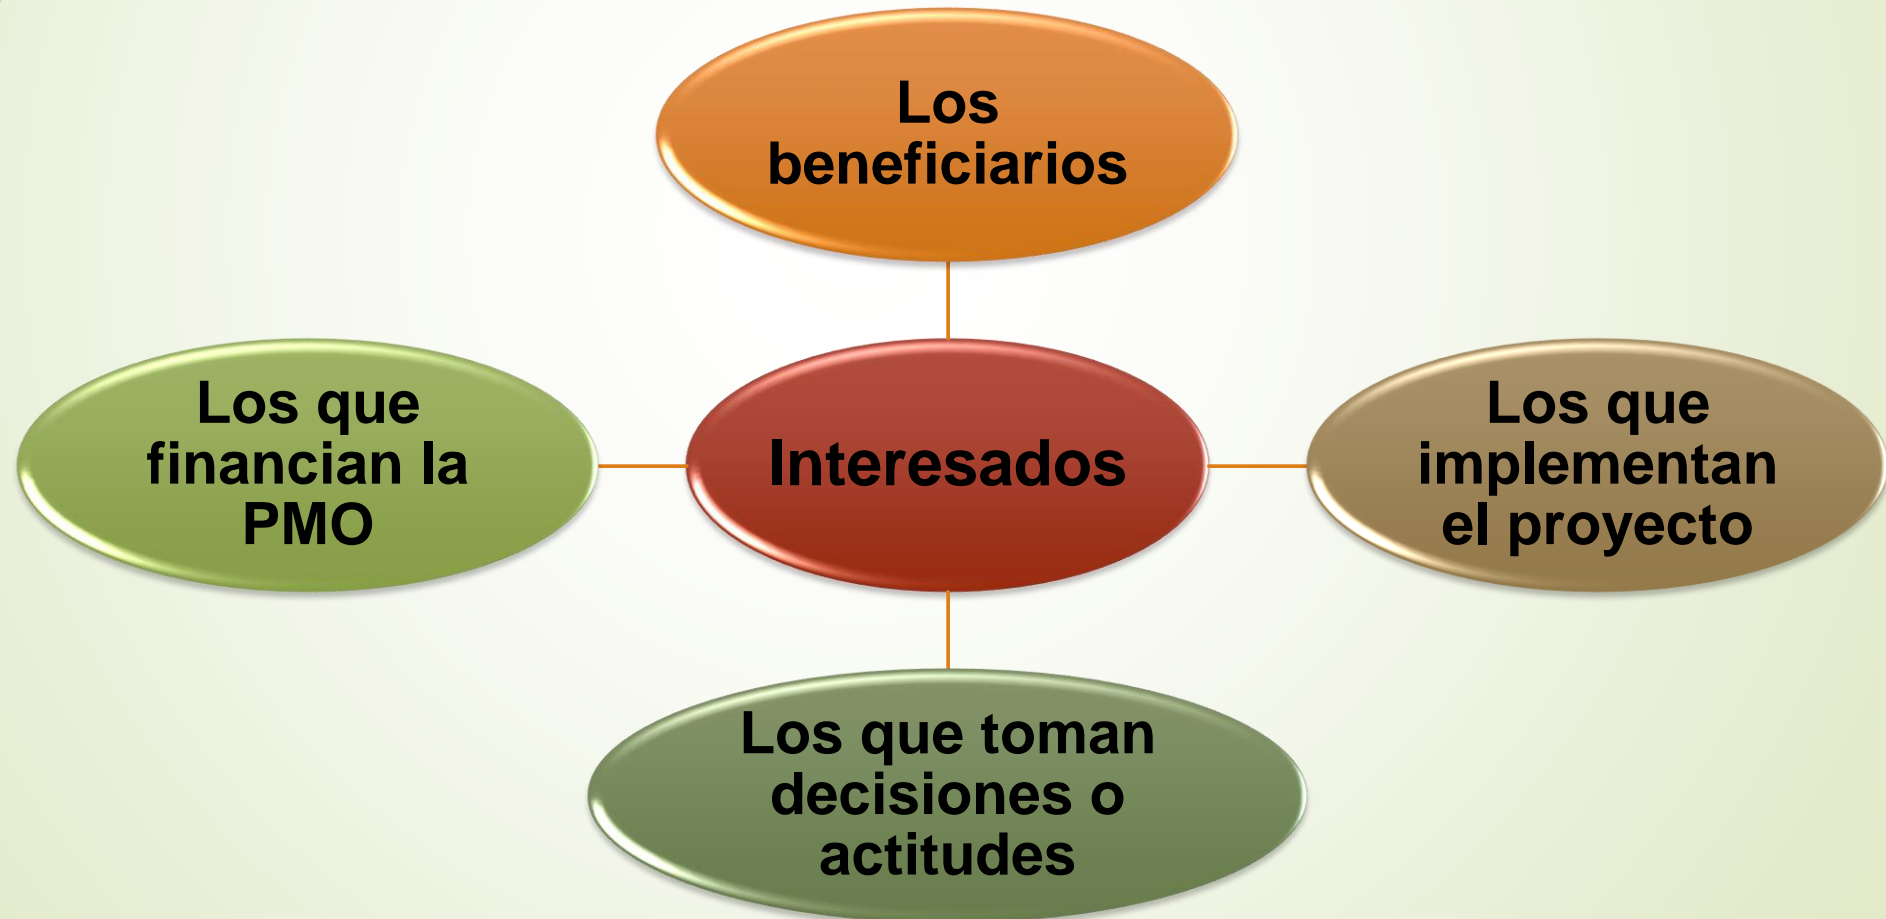 Los
beneficiarios
Los que
financian la
PMO
Interesados
Los que
implementan
el proyecto
Los que toman
decisiones o
actitudes